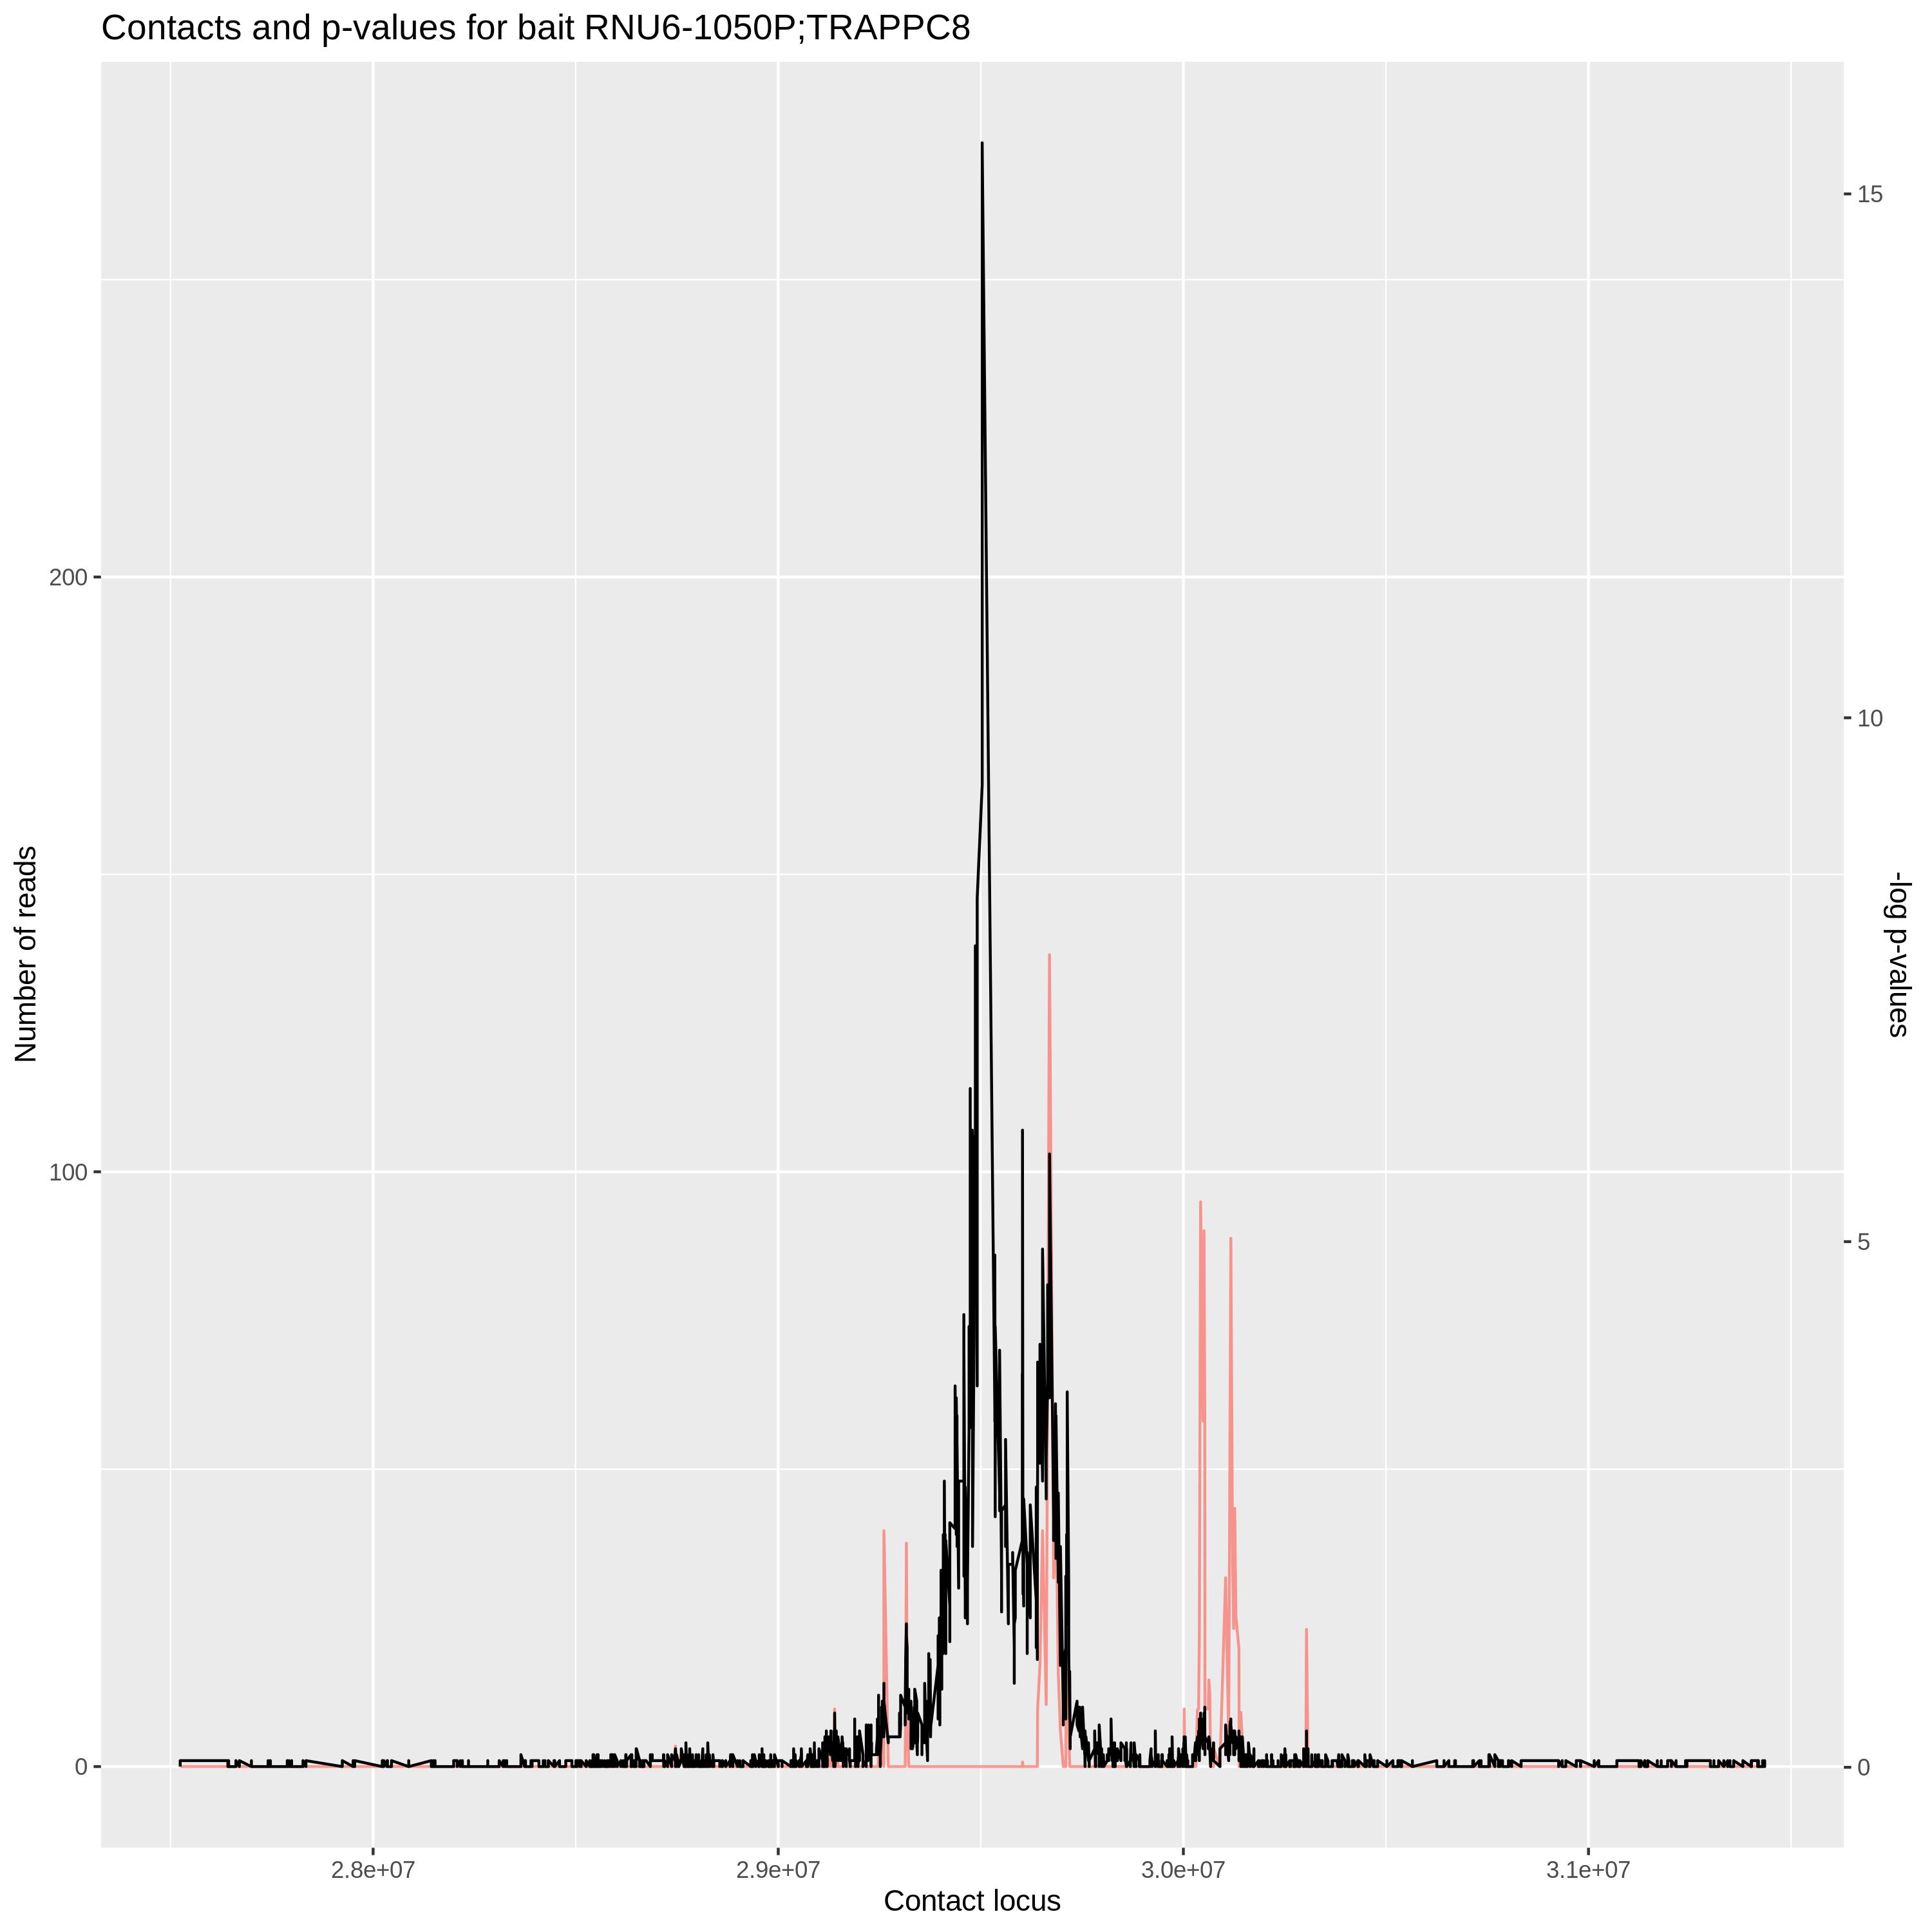 Contacts and p-values for bait RNU6-1050P;TRAPPC8
Number of reads
200
100
0
15
10
5
0
-log p-values
2.8e+07 2.9e+07 3.0e+07 3.1e+07
Contact locus